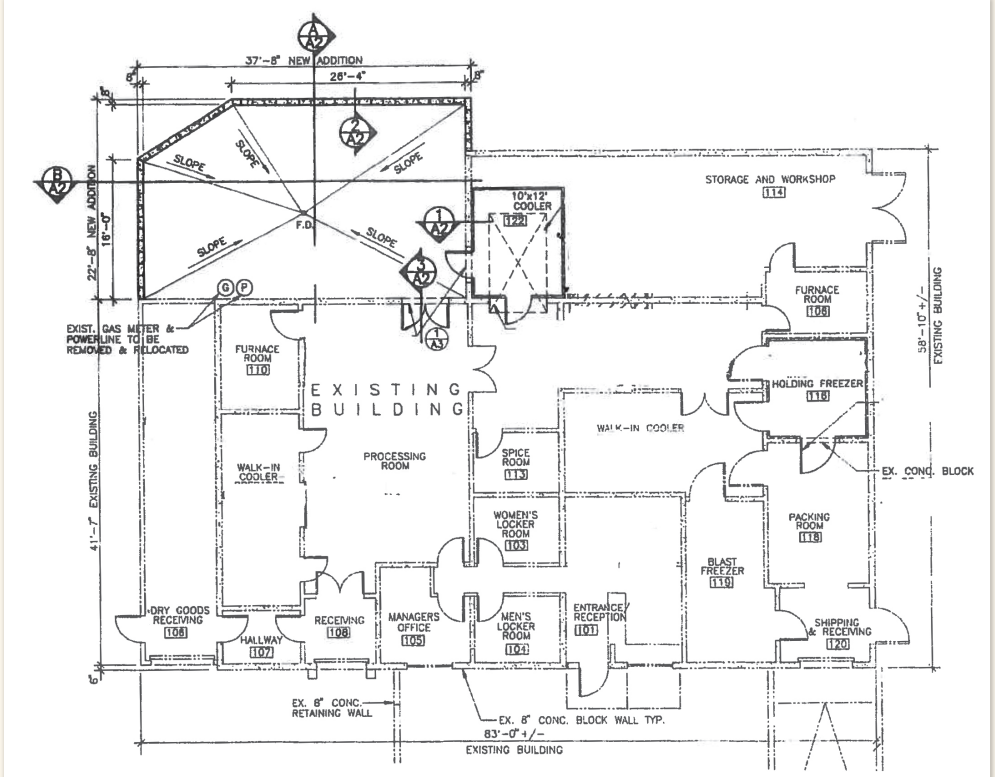 A
A2
37'-8" NEW ADDITION
8"
26'-4"
8"
8"
2
A2
B
A2
SLOPE
SLOPE
SLOPE
STORAGE AND WORKSHOP
114
10'x12'
COOLER
122
22'-8" NEW ADDITION
16'-0"
F.D.
1
A2
SLOPE
SLOPE
3
A2
G
P
FURNACE
ROOM
EXIST. GAS METER &
POWERLINE TO BE
REMOVED & RELOCATED
1
A3
58'-10"+/-
EXISTING BUILDING
FURNACE
ROOM
110
EXISTING
BUILDING
HOLDING FREEZER
116
WALK-IN COOLER
WALK-IN
COOLER
PROCESSING
ROOM
SPICE
ROOM
113
EX. CONC. BLOCK
41'-7" EXISTING BUILDING
WOMEN'S
LOCKER
ROOM
103
PACKING
ROOM
118
BLAST
FREEZER
119
DRY GOODS
RECEIVING
106
HALLWAY
107
RECEIVING
108
MANAGERS
OFFICE
105
MEN'S
LOCKER
ROOM
104
ENTRANCE/
RECEPTION
101
SHIPPING
& RECEIVING
120
6"
EX. 8" CONC.
RETAINING WALL
EX. 8" CONC. BLOCK WALL TYP.
83'-0"+/-
EXISTING BUILDING